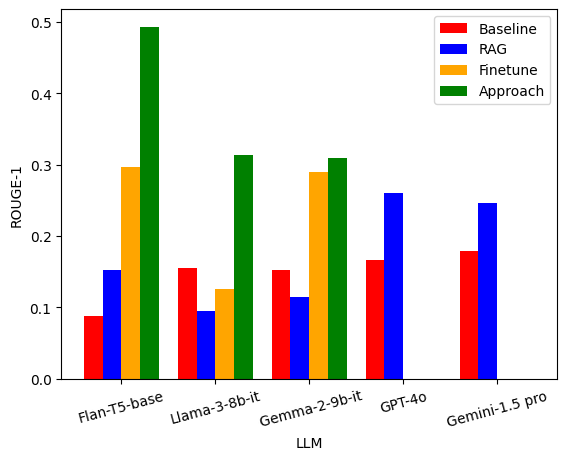 0.5
0.4
0.3
0.2
0.1
0.0
ROUGE-1
Baseline
RAG
Finetune
Approach
Flan-T5-base
Llama-3-8b-it
Gemma-2-9b-it
GPT-4o
Gemini-1.5 pro
LLM